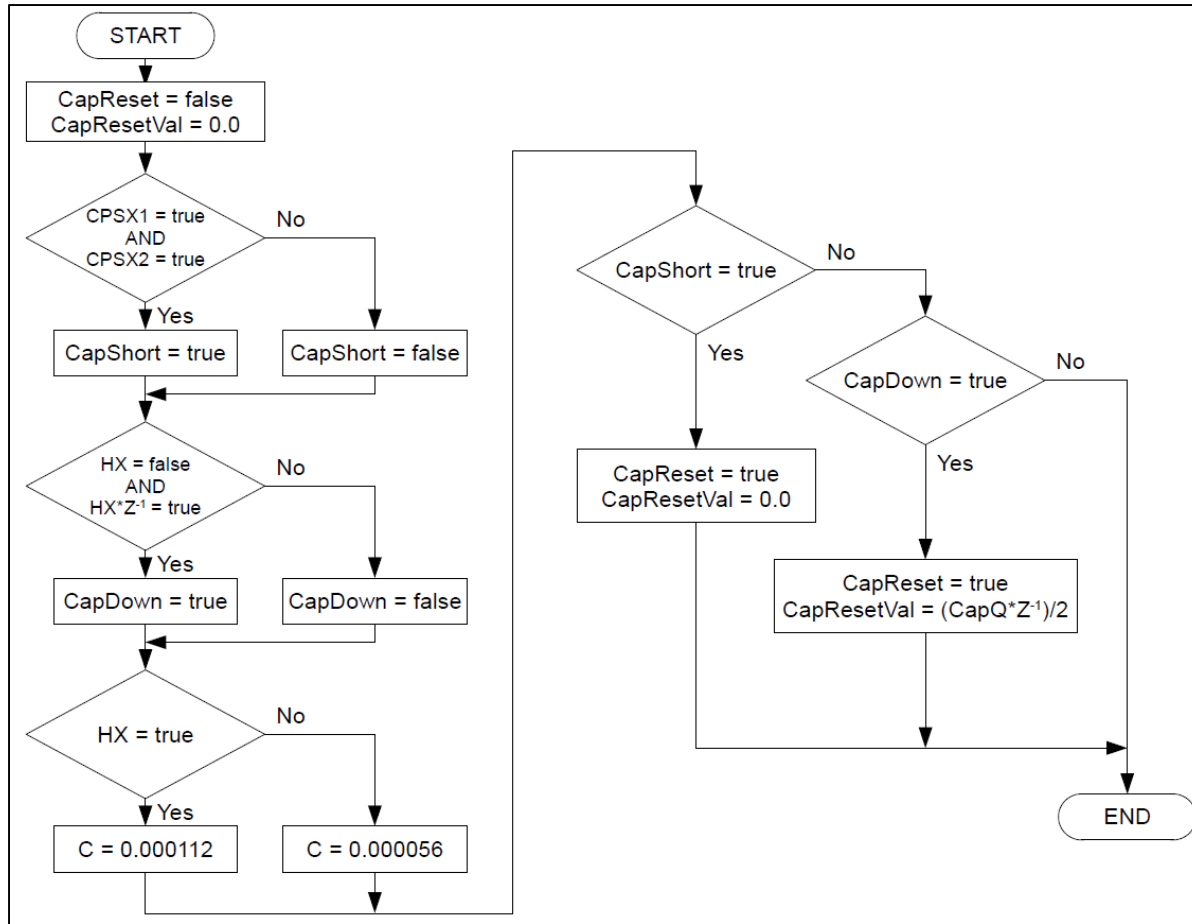 START
CapReset = false
CapResetVal = 0.0
CPSX1 = true
AND
CPSX2 = true
No
Yes
CapShort = true
CapShort = false
HX = false
AND
HX*Z⁻¹ = true
No
Yes
CapDown = true
CapDown = false
HX = true
No
Yes
C = 0.000112
C = 0.000056
CapShort = true
No
Yes
CapReset = true
CapResetVal = 0.0
CapDown = true
No
Yes
CapReset = true
CapResetVal = (CapQ*Z⁻¹)/2
END